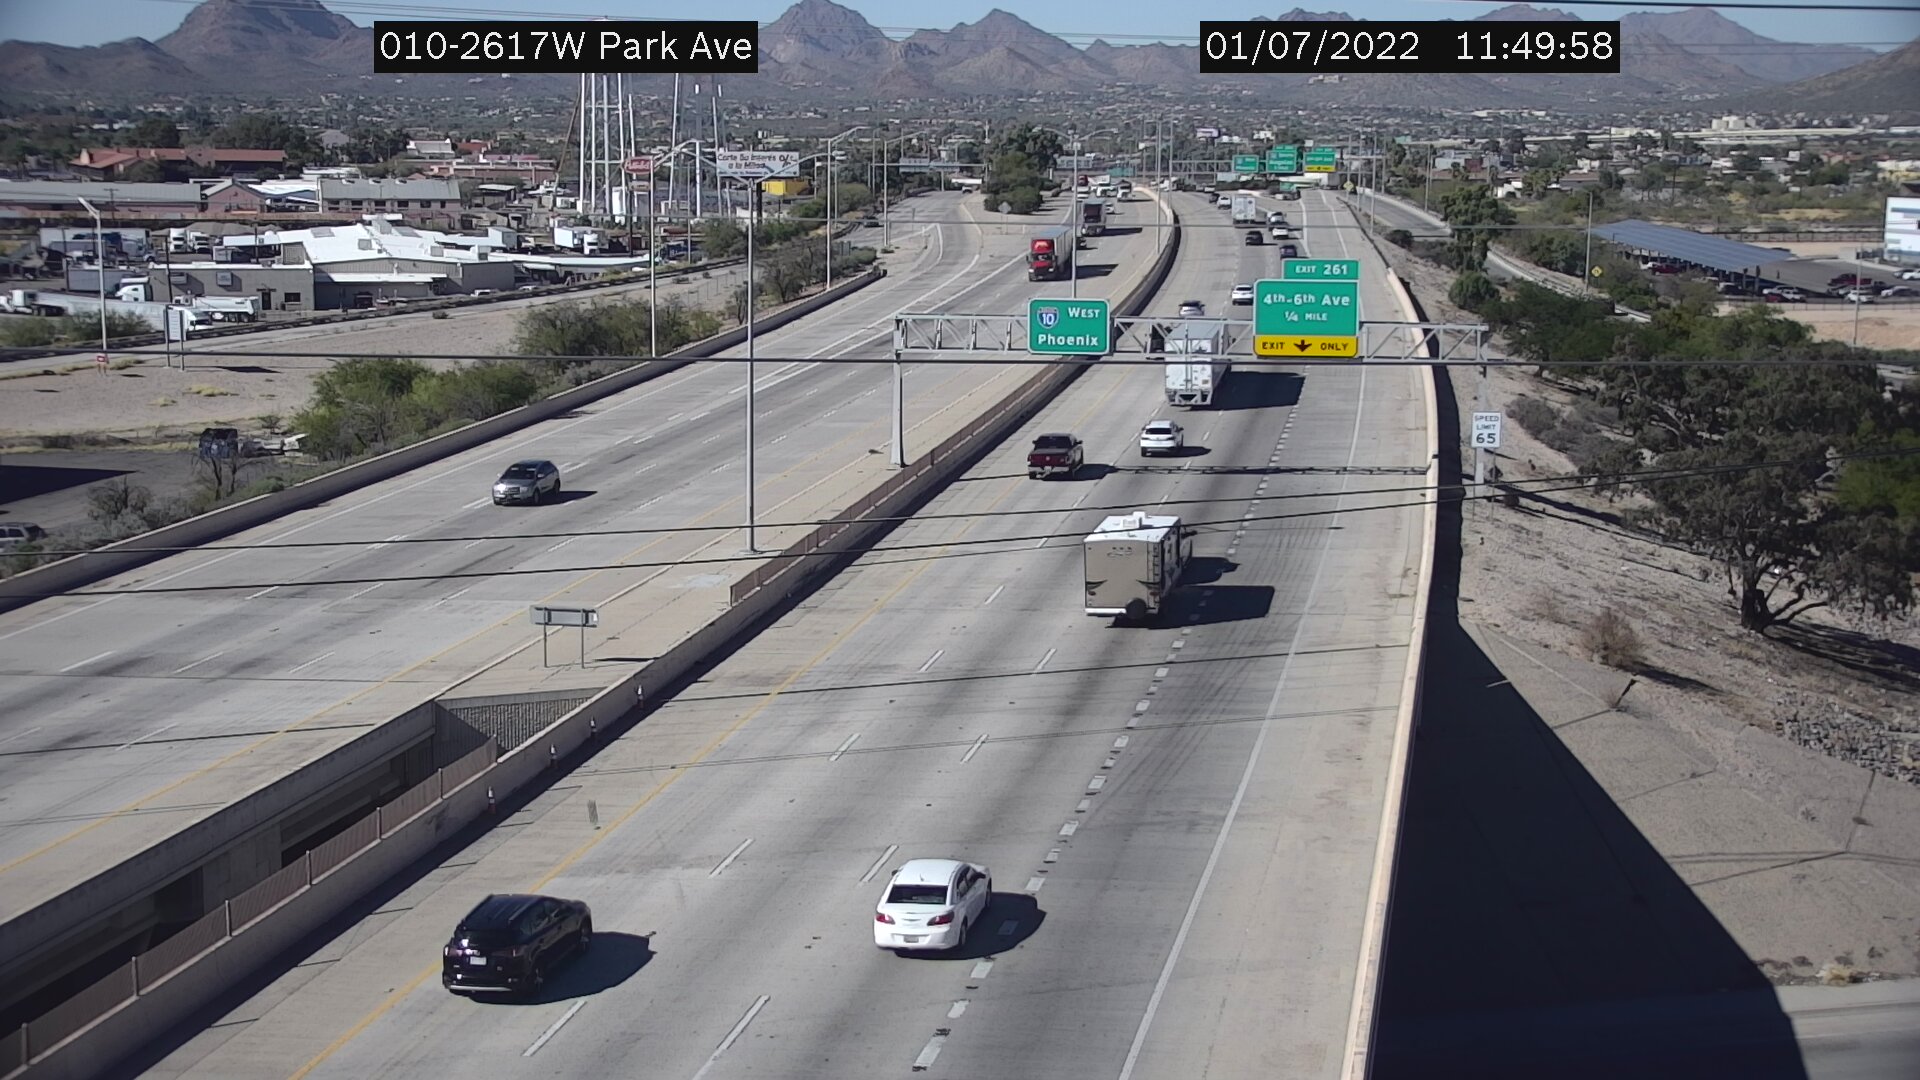 010-2617W Park Ave
01/07/2022 11:49:58
EXIT 261
4th-6th Ave
1/4 MILE
EXIT ONLY
10
WEST
Phoenix
SPEED
LIMIT
65